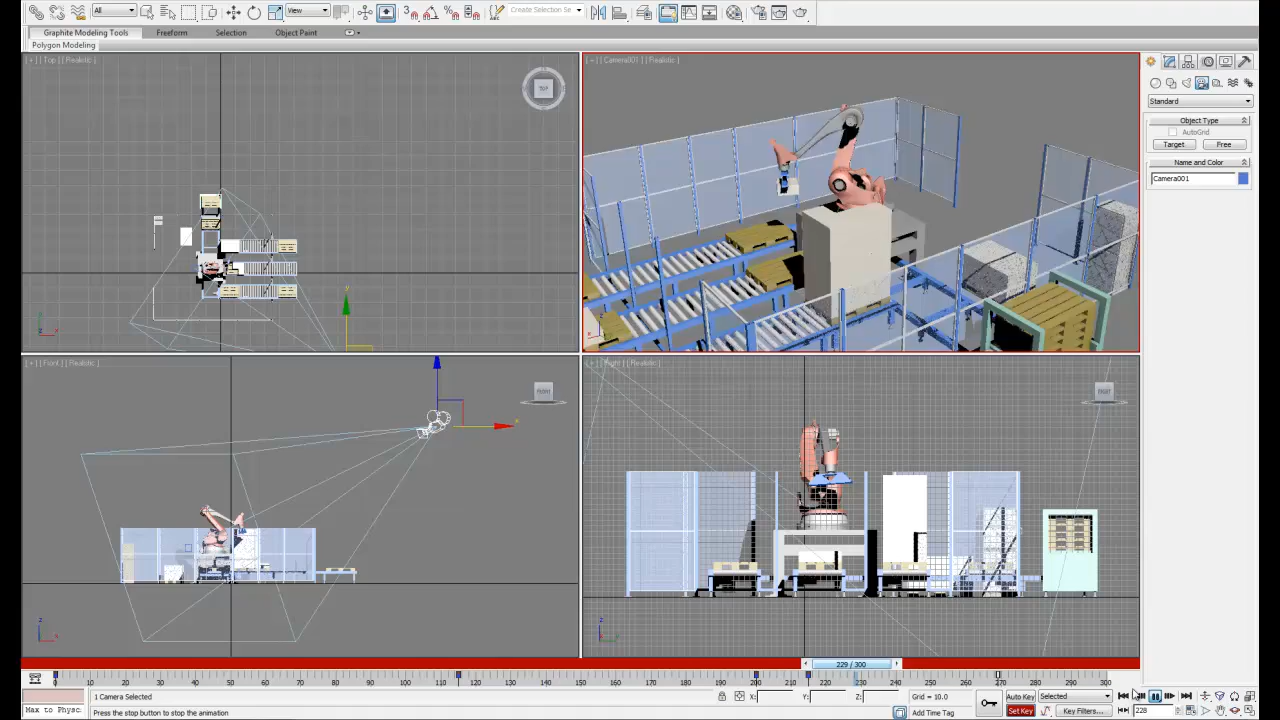 All
View
Create Selection Se
Graphite Modeling Tools Freeform Selection Object Paint
Polygon Modeling
[ + ] [ Top ] [ Realistic ]
TOP
[ + ] [ Camera001 ] [ Realistic ]
Standard
Object Type
AutoGrid
Target Free
Name and Color
Camera001
[ + ] [ Front ] [ Realistic ]
FRONT
[ + ] [ Right ] [ Realistic ]
RIGHT
229 / 300
0 10 20 30 40 50 60 70 80 90 100 110 120 130 140 150 160 170 180 190 200 210 220 230 240 250 260 270 280 290 300
1 Camera Selected
X: Y: Z:
Grid = 10.0
Auto Key Selected
Max to Physc
Press the stop button to stop the animation
Add Time Tag
Set Key Key Filters...
228